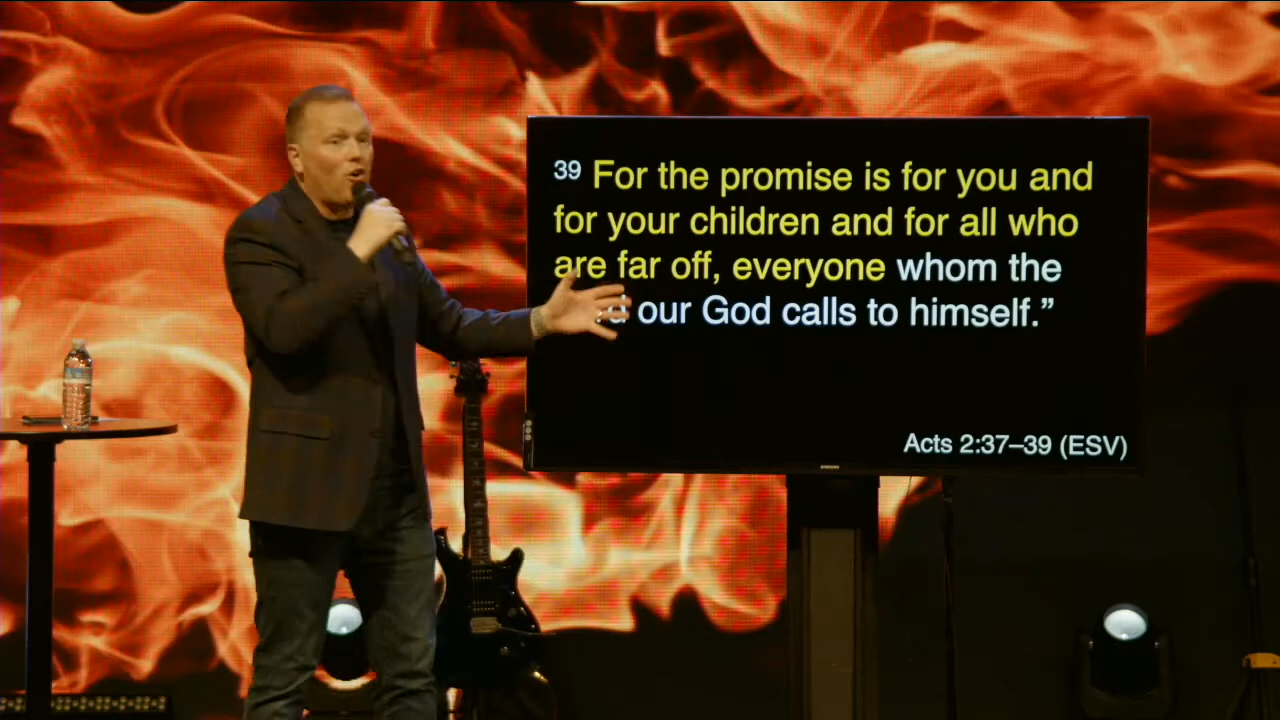 39 For the promise is for you and
for your children and for all who
are far off, everyone whom the
our God calls to himself.”
Acts 2:37–39 (ESV)
SAMSUNG